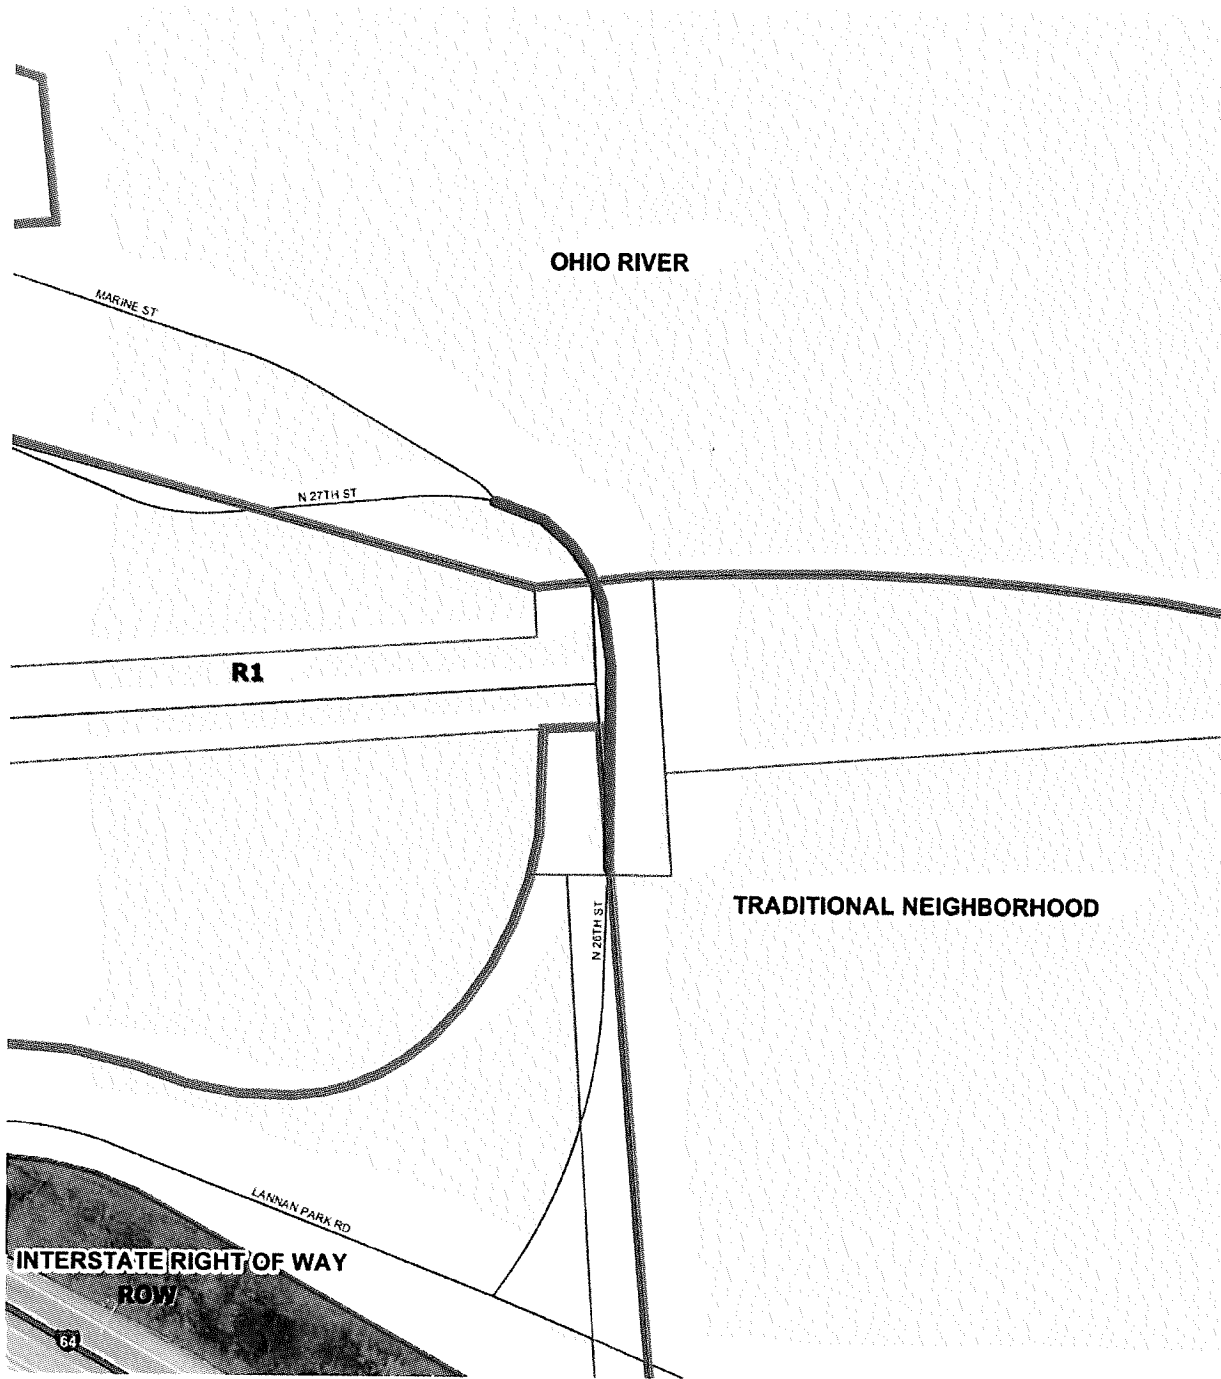 OHIO RIVER
MARINE ST
N 27TH ST
R1
TRADITIONAL NEIGHBORHOOD
N 26TH ST
LANNAN PARK RD
INTERSTATE RIGHT OF WAY
ROW
64